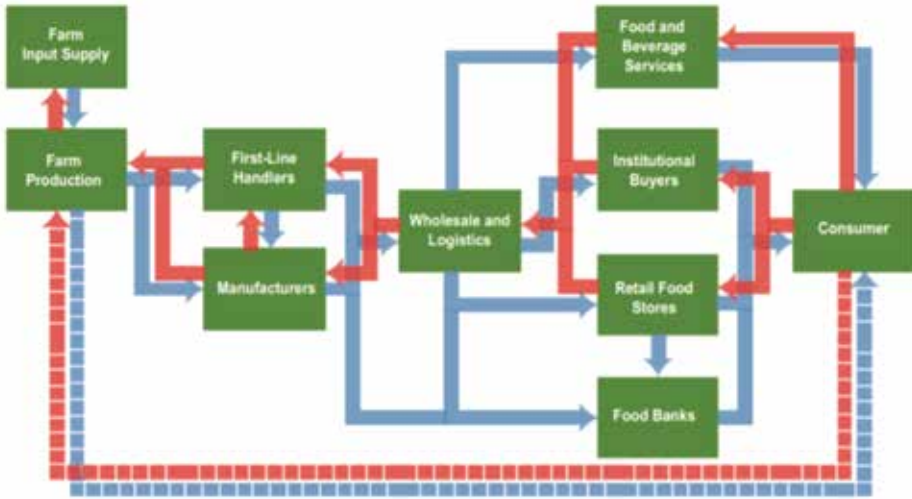 Farm
Input Supply
Food and
Beverage
Services
Farm
Production
First-Line
Handlers
Institutional
Buyers
Wholesale and
Logistics
Consumer
Manufacturers
Retail Food
Stores
Food Banks